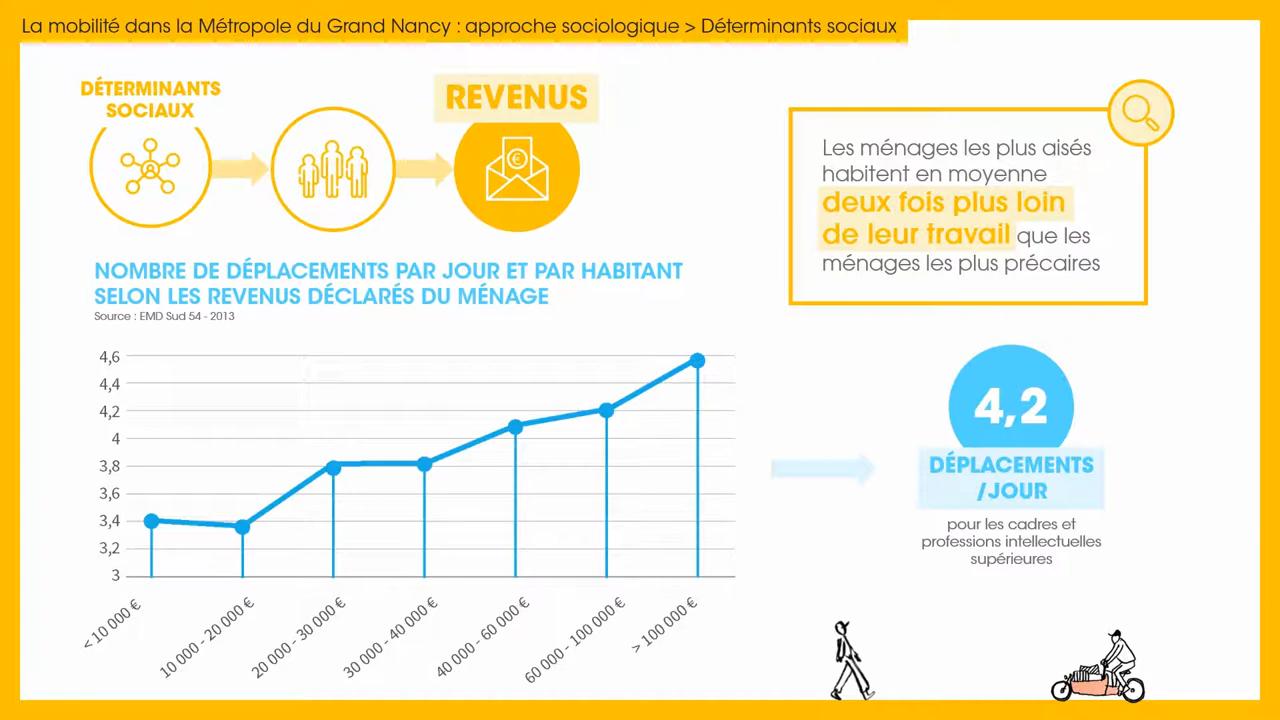 La mobilité dans la Métropole du Grand Nancy : approche sociologique > Déterminants sociaux
DÉTERMINANTS
SOCIAUX
REVENUS
€
Les ménages les plus aisés
habitent en moyenne
deux fois plus loin
de leur travail que les
ménages les plus précaires
NOMBRE DE DÉPLACEMENTS PAR JOUR ET PAR HABITANT
SELON LES REVENUS DÉCLARÉS DU MÉNAGE
Source : EMD Sud 54 - 2013
4,6
4,4
4,2
4
3,8
3,6
3,4
3,2
3
< 10 000 €
10 000 - 20 000 €
20 000 - 30 000 €
30 000 - 40 000 €
40 000 - 60 000 €
60 000 - 100 000 €
> 100 000 €
4,2
DÉPLACEMENTS
/JOUR
pour les cadres et
professions intellectuelles
supérieures